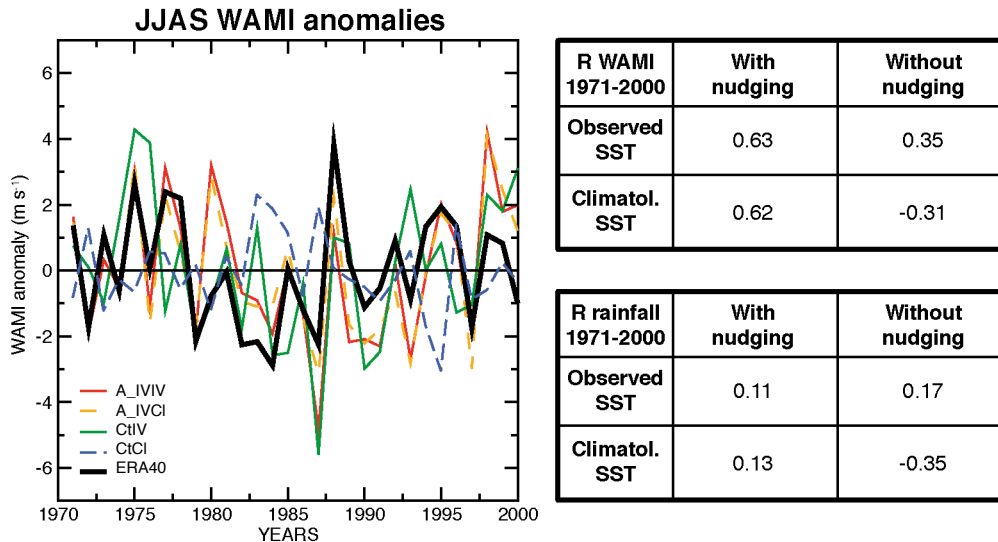 JJAS WAMI anomalies
WAMI anomaly (m s⁻¹)
6
4
2
0
-2
-4
-6
A_IVIV
A_IVCl
CtIV
CtCl
ERA40
1970 1975 1980 1985 1990 1995 2000
YEARS
R WAMI With Without
1971-2000 nudging nudging
Observed
SST 0.63 0.35
Climatol.
SST 0.62 -0.31
R rainfall With Without
1971-2000 nudging nudging
Observed
SST 0.11 0.17
Climatol.
SST 0.13 -0.35